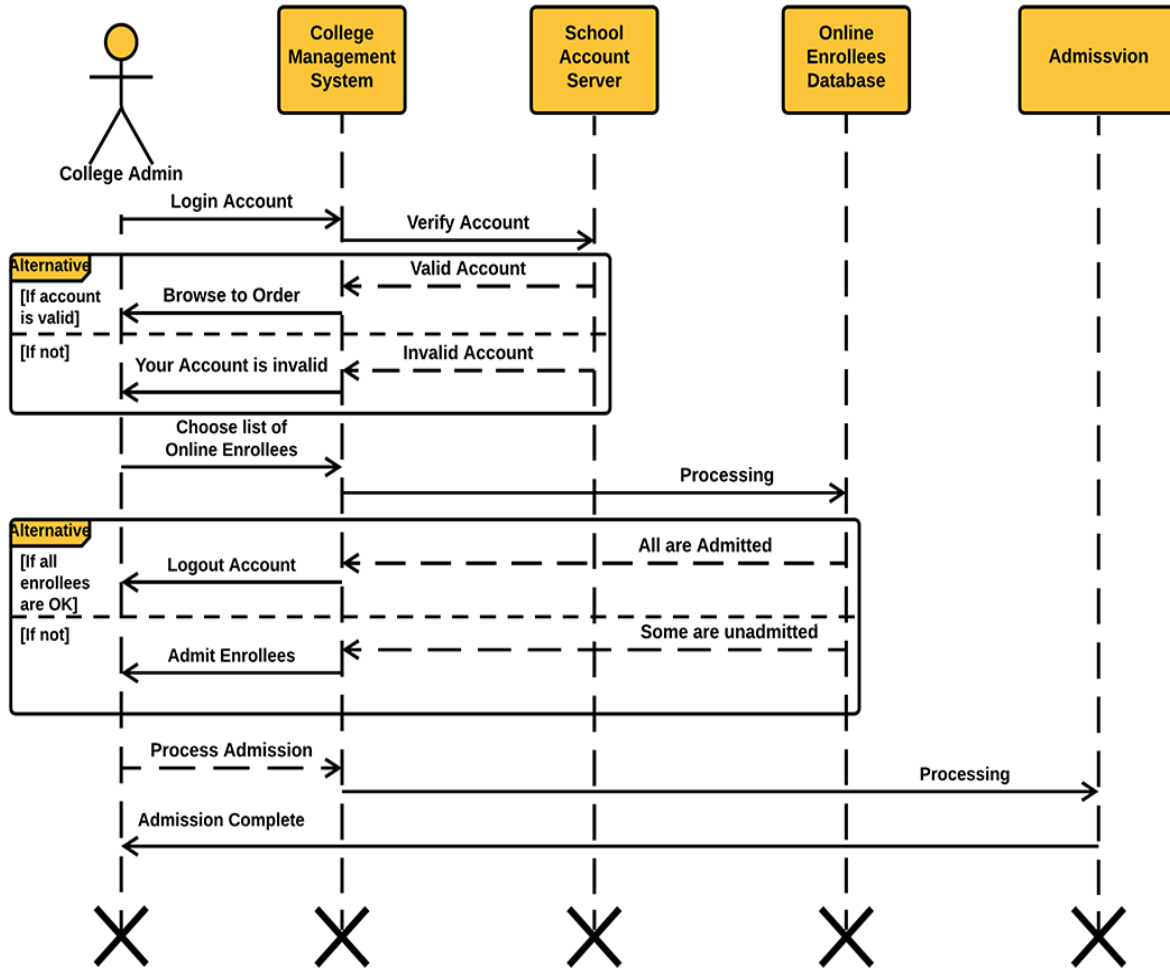 College
Management
System
School
Account
Server
Online
Enrollees
Database
Admissvion
College Admin
Login Account
Verify Account
Alternative
Valid Account
[If account
is valid]
Browse to Order
[If not]
Invalid Account
Your Account is invalid
Choose list of
Online Enrollees
Processing
Alternative
All are Admitted
[If all
enrollees
are OK]
Logout Account
[If not]
Some are unadmitted
Admit Enrollees
Process Admission
Processing
Admission Complete